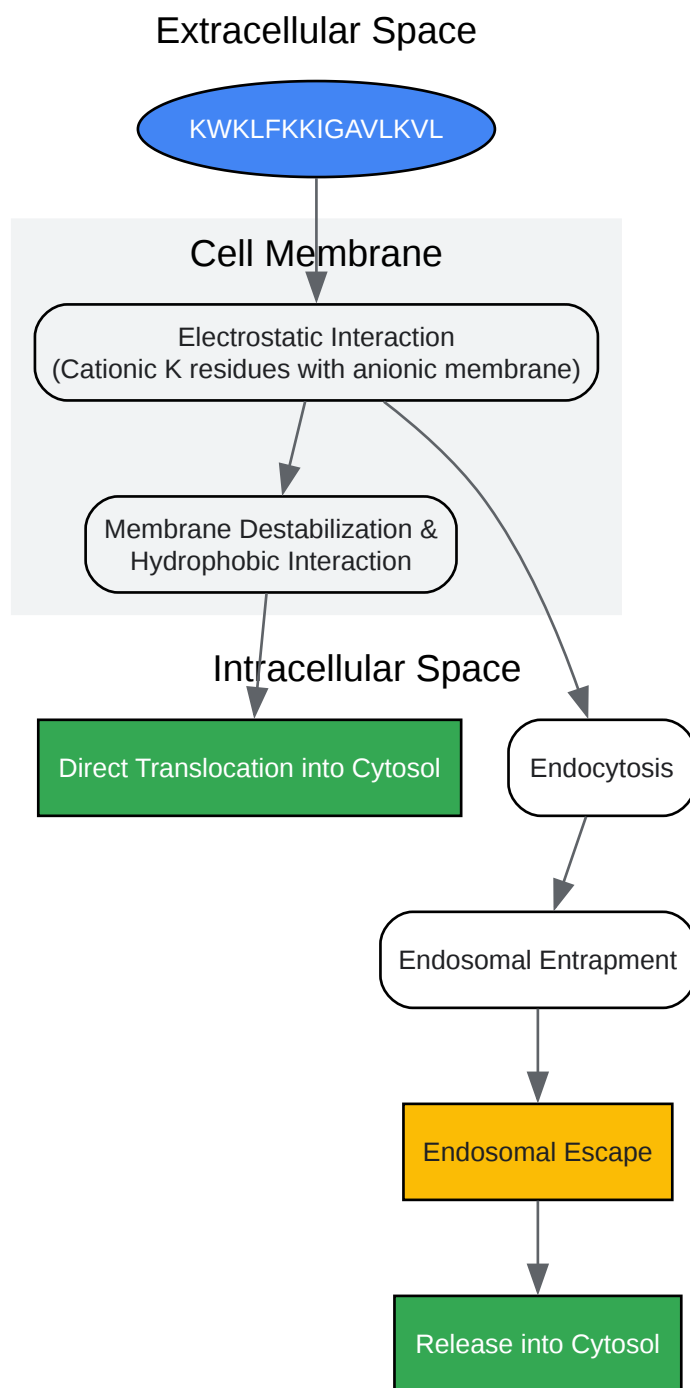 Extracellular Space
KWKLFKKIGAVLKVL
Cell Membrane
Electrostatic Interaction
(Cationic K residues with anionic membrane)
Membrane Destabilization &
Hydrophobic Interaction
Intracellular Space
Direct Translocation into Cytosol
Endocytosis
Endosomal Entrapment
Endosomal Escape
Release into Cytosol